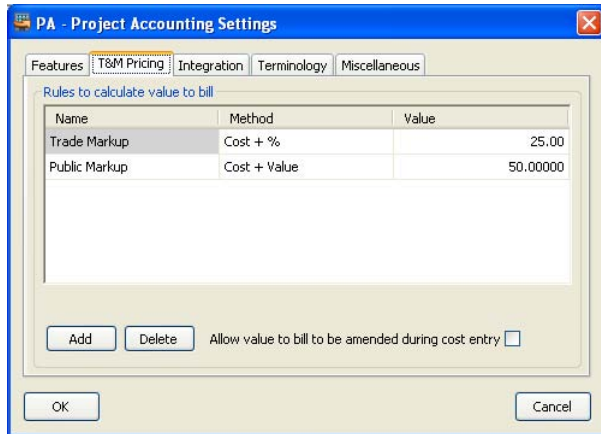 PA - Project Accounting Settings
Features T&M Pricing Integration Terminology Miscellaneous
Rules to calculate value to bill
Name Method Value
Trade Markup Cost + % 25.00
Public Markup Cost + Value 50.00000
Add Delete Allow value to bill to be amended during cost entry
OK Cancel